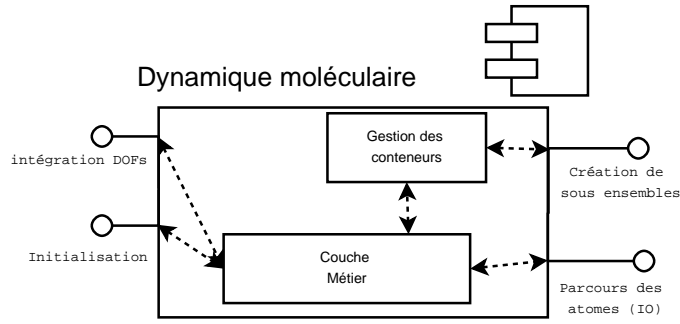 Dynamique moléculaire
Gestion des
conteneurs
intégration DOFs
Création de
sous ensembles
Initialisation
Couche
Métier
Parcours des
atomes (IO)